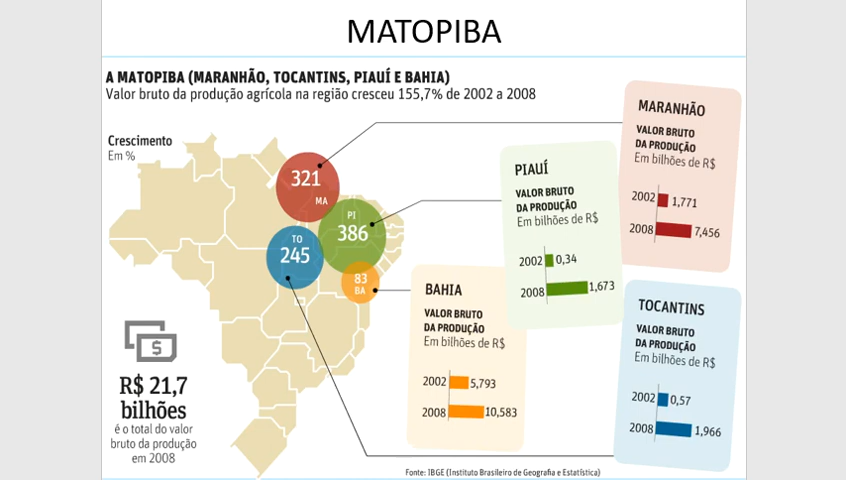 MATOPIBA
A MATOPIBA (MARANHÃO, TOCANTINS, PIAUÍ E BAHIA)
Valor bruto da produção agrícola na região cresceu 155,7% de 2002 a 2008
Crescimento
Em %
321
MA
PI
386
TO
245
83
BA
R$ 21,7
bilhões
é o total do valor
bruto da produção
em 2008
BAHIA
VALOR BRUTO
DA PRODUÇÃO
Em bilhões de R$
2002 5,793
2008 10,583
PIAUÍ
VALOR BRUTO
DA PRODUÇÃO
Em bilhões de R$
2002 0,34
2008 1,673
MARANHÃO
VALOR BRUTO
DA PRODUÇÃO
Em bilhões de R$
2002 1,771
2008 7,456
TOCANTINS
VALOR BRUTO
DA PRODUÇÃO
Em bilhões de R$
2002 0,57
2008 1,966
Fonte: IBGE (Instituto Brasileiro de Geografia e Estatística)